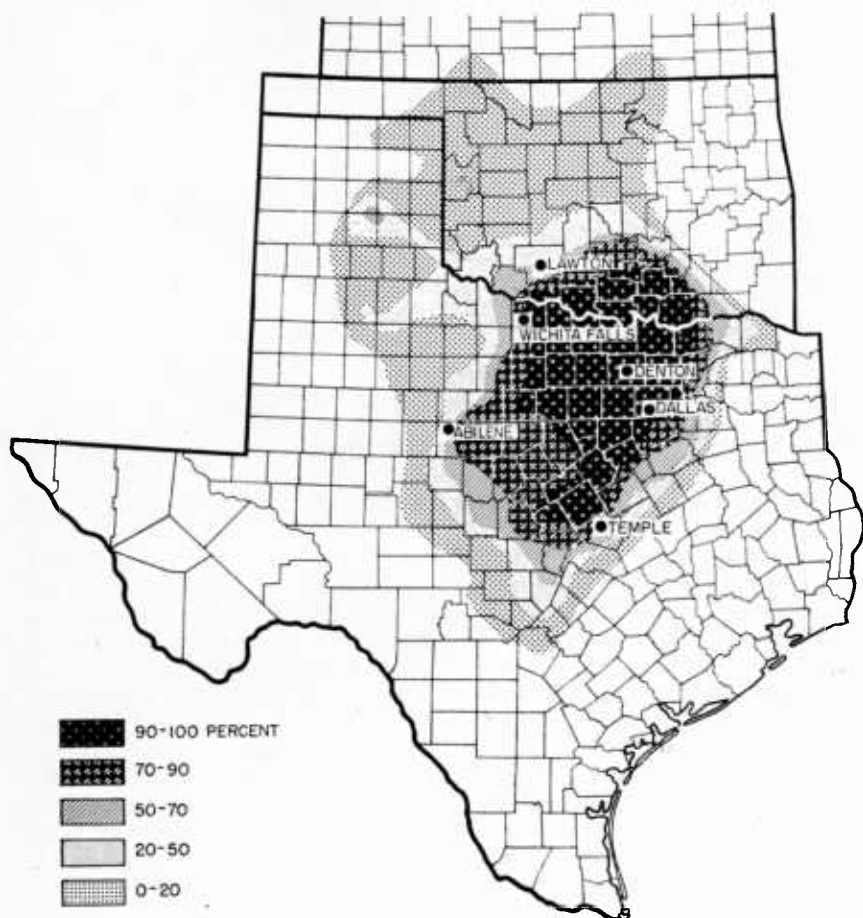 LAWTON
WICHITA FALLS
DENTON
DALLAS
ABILENE
TEMPLE
90-100 PERCENT
70-90
50-70
20-50
0-20